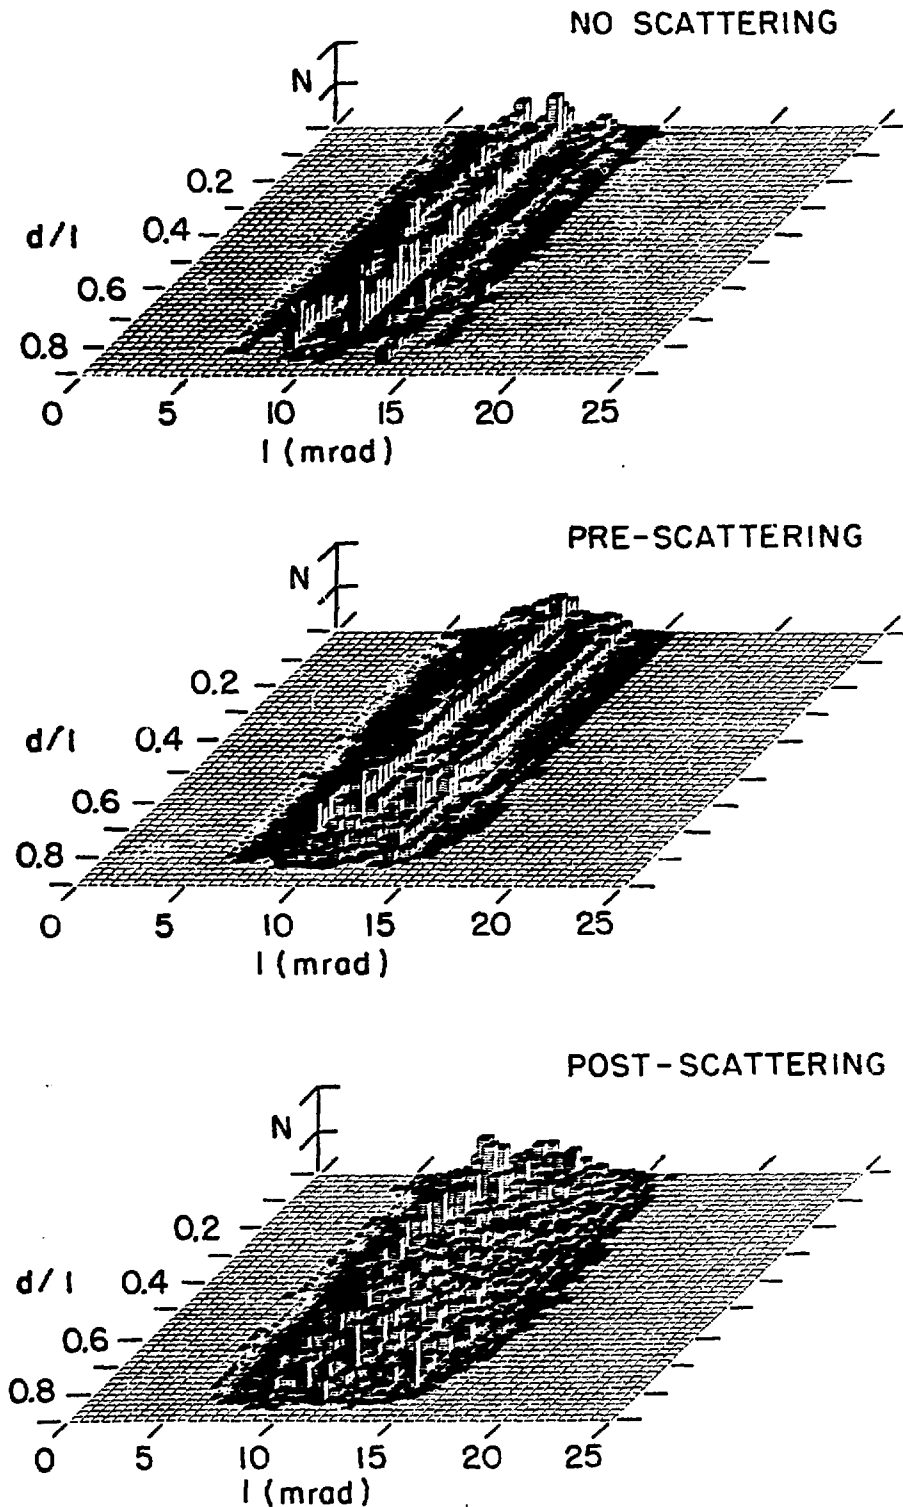 NO SCATTERING
N
0.2
d/l 0.4
0.6
0.8
0 5 10 15 20 25
l (mrad)
PRE-SCATTERING
N
0.2
d/l 0.4
0.6
0.8
0 5 10 15 20 25
l (mrad)
POST-SCATTERING
N
0.2
d/l 0.4
0.6
0.8
0 5 10 15 20 25
l (mrad)